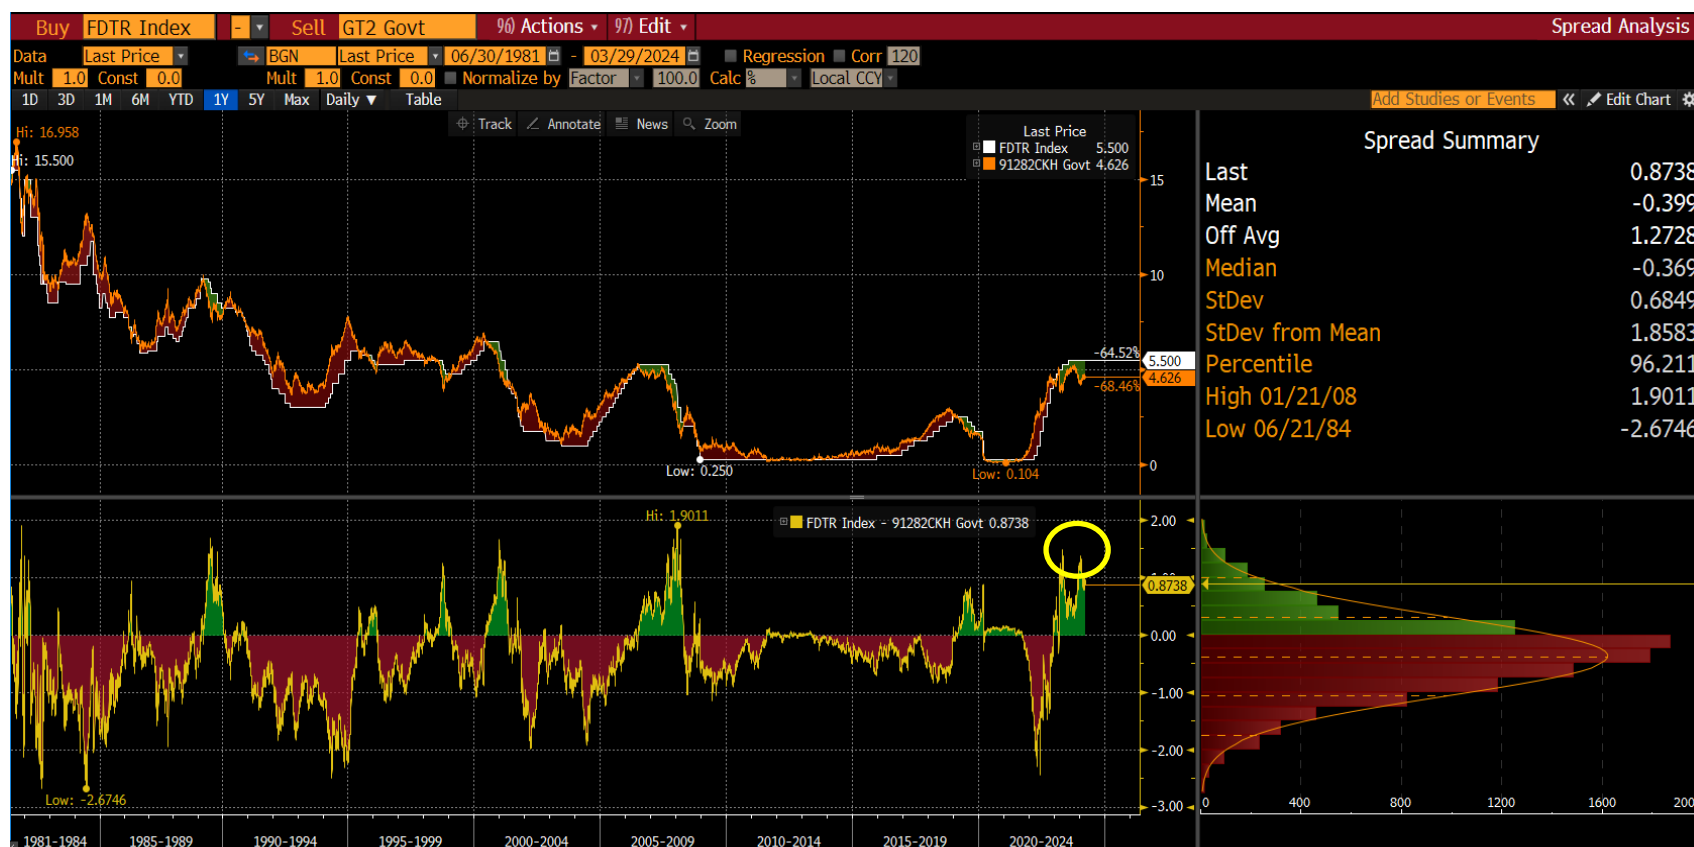 Buy FDTR Index - Sell GT2 Govt 96) Actions 97) Edit Spread Analysis
Data Last Price BGN Last Price 06/30/1981 - 03/29/2024 Regression Corr 120
Mult 1.0 Const 0.0 Mult 1.0 Const 0.0 Normalize by Factor 100.0 Calc % Local CCY
1D 3D 1M 6M YTD 1Y 5Y Max Daily ▼ Table Add Studies or Events « Edit Chart
Track Annotate News Zoom
Hi: 16.958
Hi: 15.500
Last Price
FDTR Index 5.500
91282CKH Govt 4.626
15
10
-64.52%
5.500
4.626
-68.46%
Low: 0.250
Low: 0.104
0
Spread Summary
Last 0.8738
Mean -0.399
Off Avg 1.2728
Median -0.369
StDev 0.6849
StDev from Mean 1.8583
Percentile 96.211
High 01/21/08 1.9011
Low 06/21/84 -2.6746
Hi: 1.9011
FDTR Index - 91282CKH Govt 0.8738
2.00
0.8738
0.00
-1.00
-2.00
-3.00
Low: -2.6746
0 400 800 1200 1600 200
1981-1984 1985-1989 1990-1994 1995-1999 2000-2004 2005-2009 2010-2014 2015-2019 2020-2024